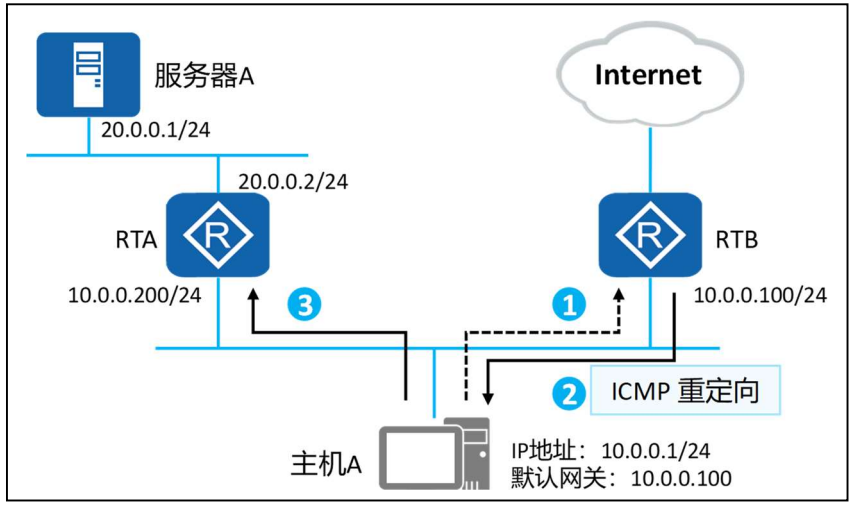 服务器A
Internet
20.0.0.1/24
20.0.0.2/24
RTA
R
R
RTB
10.0.0.200/24
3
1
10.0.0.100/24
2
ICMP 重定向
主机A
IP地址：10.0.0.1/24
默认网关：10.0.0.100